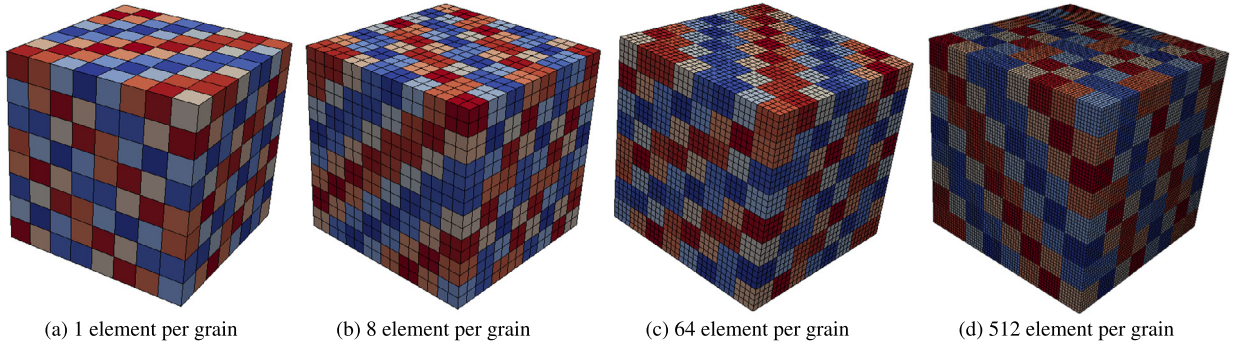 (a) 1 element per grain
(b) 8 element per grain
(c) 64 element per grain
(d) 512 element per grain